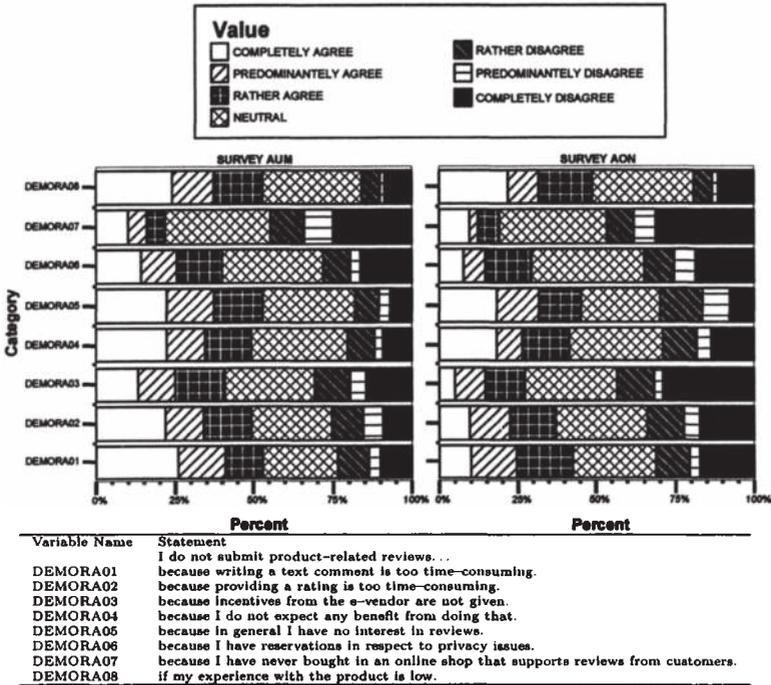 Value
COMPLETELY AGREE
PREDOMINANTELY AGREE
RATHER AGREE
NEUTRAL
RATHER DISAGREE
PREDOMINANTELY DISAGREE
COMPLETELY DISAGREE
SURVEY AUM SURVEY AON
Category
DEMORA08
DEMORA07
DEMORA06
DEMORA05
DEMORA04
DEMORA03
DEMORA02
DEMORA01
0% 25% 50% 75% 100% 0% 25% 50% 75% 100%
Percent Percent
Variable Name Statement
I do not submit product-related reviews...
DEMORA01 because writing a text comment is too time-consuming.
DEMORA02 because providing a rating is too time-consuming.
DEMORA03 because incentives from the e-vendor are not given.
DEMORA04 because I do not expect any benefit from doing that.
DEMORA05 because in general I have no interest in reviews.
DEMORA06 because I have reservations in respect to privacy issues.
DEMORA07 because I have never bought in an online shop that supports reviews from customers.
DEMORA08 if my experience with the product is low.